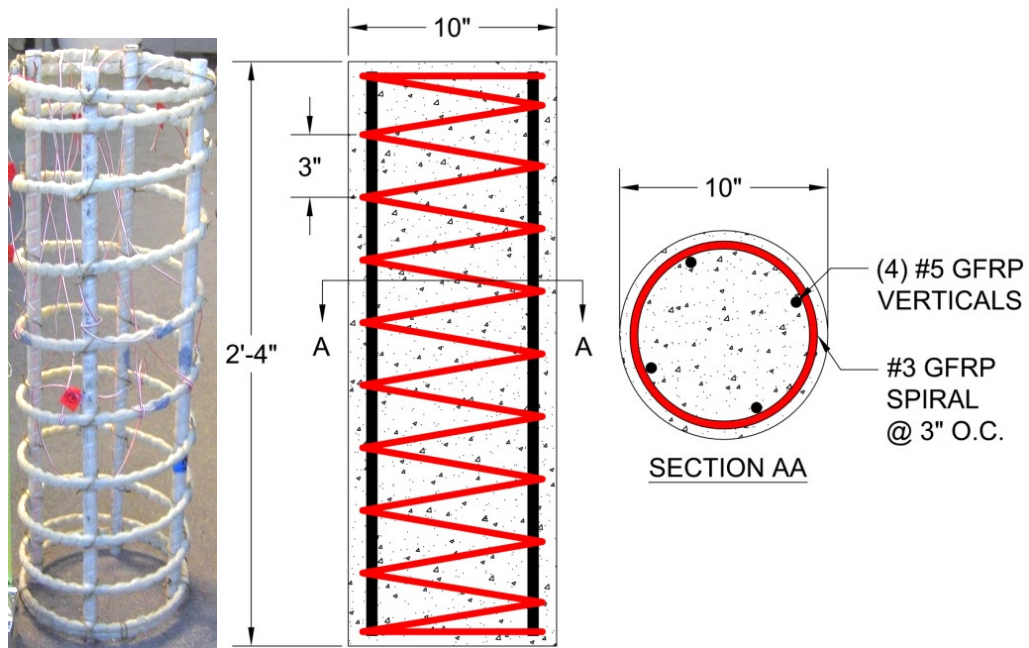 10"
3"
2'-4"
A
A
10"
(4) #5 GFRP
VERTICALS
#3 GFRP
SPIRAL
@ 3" O.C.
SECTION AA